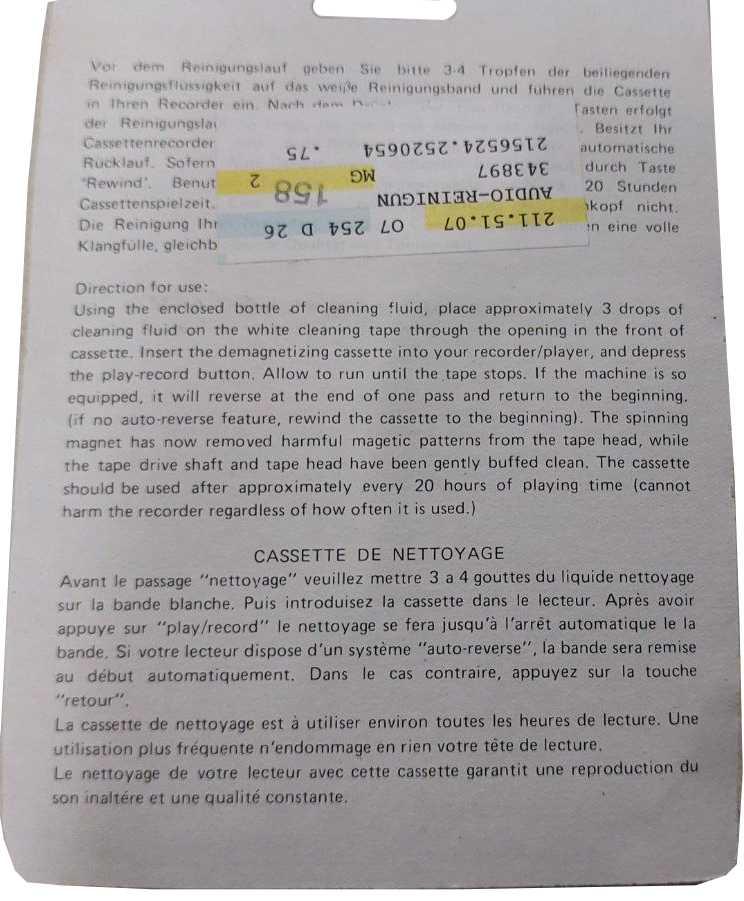 Vor dem Reinigungslauf geben Sie bitte 3-4 Tropfen der beiliegenden
Reinigungsflüssigkeit auf das weiße Reinigungsband und führen die Cassette
in Ihren Recorder ein. Nach dem Tasten erfolgt
der . Besitzt Ihr
Cassettenrecorder automatische
Rücklauf. Sofern durch Taste
'Rewind'. 20 Stunden
Cassettenspielzeit. nicht.
Die Reinigung eine volle
Klangfülle,
211.51.07 07 254 D 26
AUDIO-REINIGUN 158
343897 MG 2
2156524.2520654 .75
Direction for use:
Using the enclosed bottle of cleaning fluid, place approximately 3 drops of
cleaning fluid on the white cleaning tape through the opening in the front of
cassette. Insert the demagnetizing cassette into your recorder/player, and depress
the play-record button. Allow to run until the tape stops. If the machine is so
equipped, it will reverse at the end of one pass and return to the beginning.
(if no auto-reverse feature, rewind the cassette to the beginning). The spinning
magnet has now removed harmful magetic patterns from the tape head, while
the tape drive shaft and tape head have been gently buffed clean. The cassette
should be used after approximately every 20 hours of playing time (cannot
harm the recorder regardless of how often it is used.)
CASSETTE DE NETTOYAGE
Avant le passage "nettoyage" veuillez mettre 3 a 4 gouttes du liquide nettoyage
sur la bande blanche. Puis introduisez la cassette dans le lecteur. Après avoir
appuye sur "play/record" le nettoyage se fera jusqu'à l'arrêt automatique le la
bande. Si votre lecteur dispose d'un système "auto-reverse", la bande sera remise
au début automatiquement. Dans le cas contraire, appuyez sur la touche
"retour".
La cassette de nettoyage est à utiliser environ toutes les heures de lecture. Une
utilisation plus fréquente n'endommage en rien votre tête de lecture.
Le nettoyage de votre lecteur avec cette cassette garantit une reproduction du
son inaltére et une qualité constante.